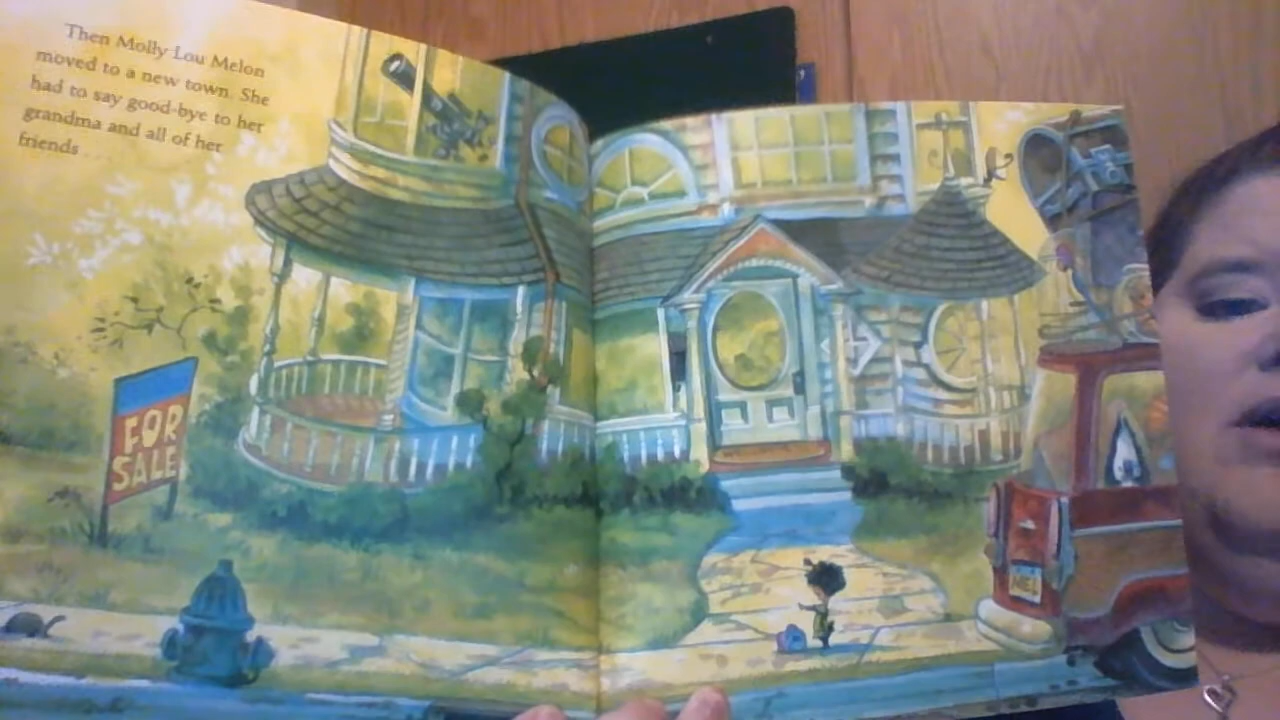 Then Molly Lou Melon
moved to a new town. She
had to say good-bye to her
grandma and all of her
friends...
FOR
SALE